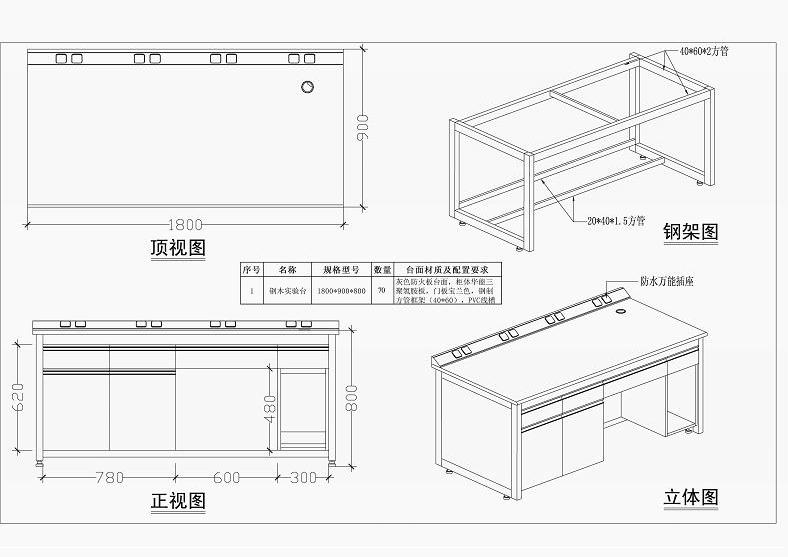 40*60*2方管
900
1800
顶视图
20*40*1.5方管
钢架图
序号 名称 规格型号 数量 台面材质及配置要求
1 钢木实验台 1800*900*800 70 灰色防火板台面，柜体华能三
聚氰胺板，门板宝兰色，钢制
方管框架（40*60），PVC线槽
防水万能插座
620
480
800
780 600 300
正视图
立体图